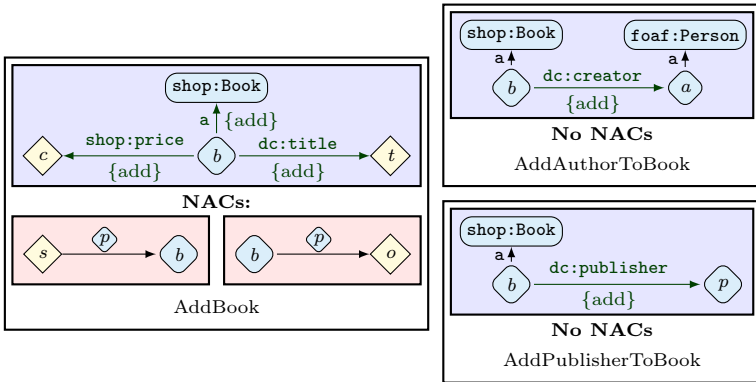 shop:Book
a {add}
shop:price b dc:title
c {add} {add} t
NACs:
s p b
b p o
AddBook
shop:Book foaf:Person
a a
b dc:creator a
{add}
No NACs
AddAuthorToBook
shop:Book
a
b dc:publisher p
{add}
No NACs
AddPublisherToBook